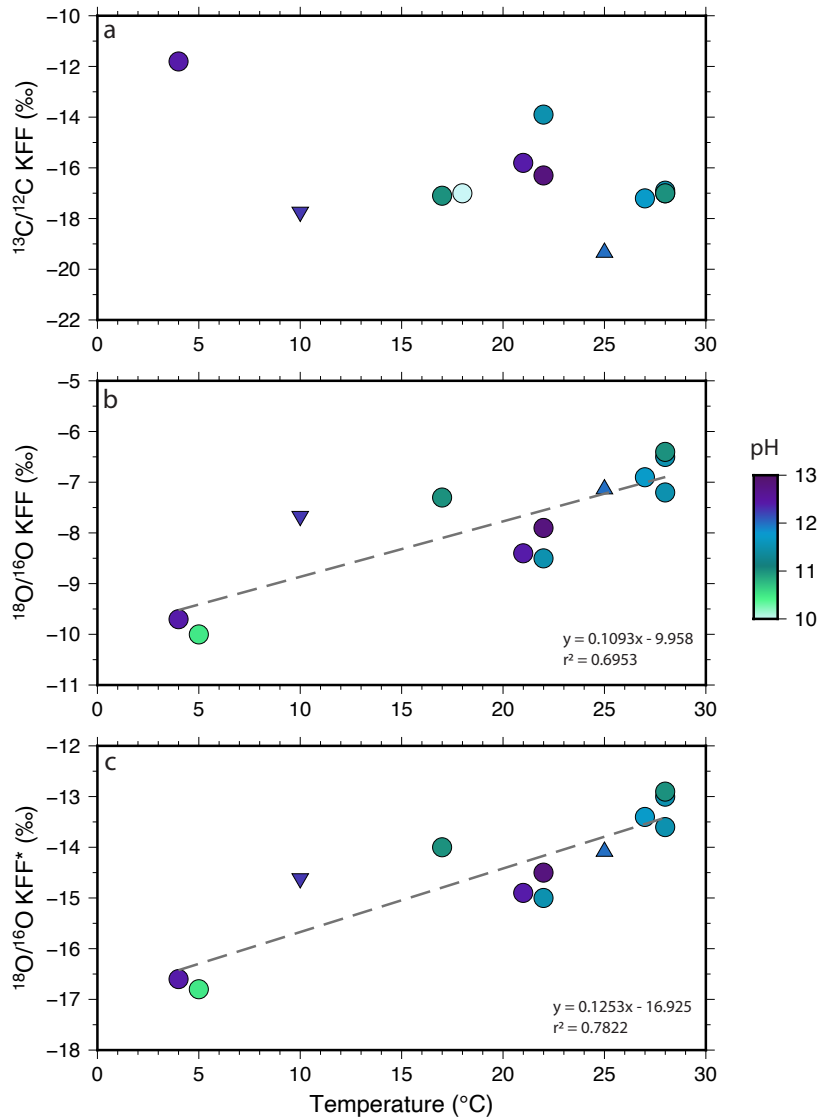 a
−10
−12
−14
−16
−18
−20
−22
¹³C/¹²C KFF (‰)
0 5 10 15 20 25 30
b
−5
−6
−7
−8
−9
−10
−11
¹⁸O/¹⁶O KFF (‰)
y = 0.1093x - 9.958
r² = 0.6953
0 5 10 15 20 25 30
pH
13
12
11
10
c
−12
−13
−14
−15
−16
−17
−18
¹⁸O/¹⁶O KFF* (‰)
y = 0.1253x - 16.925
r² = 0.7822
0 5 10 15 20 25 30
Temperature (°C)